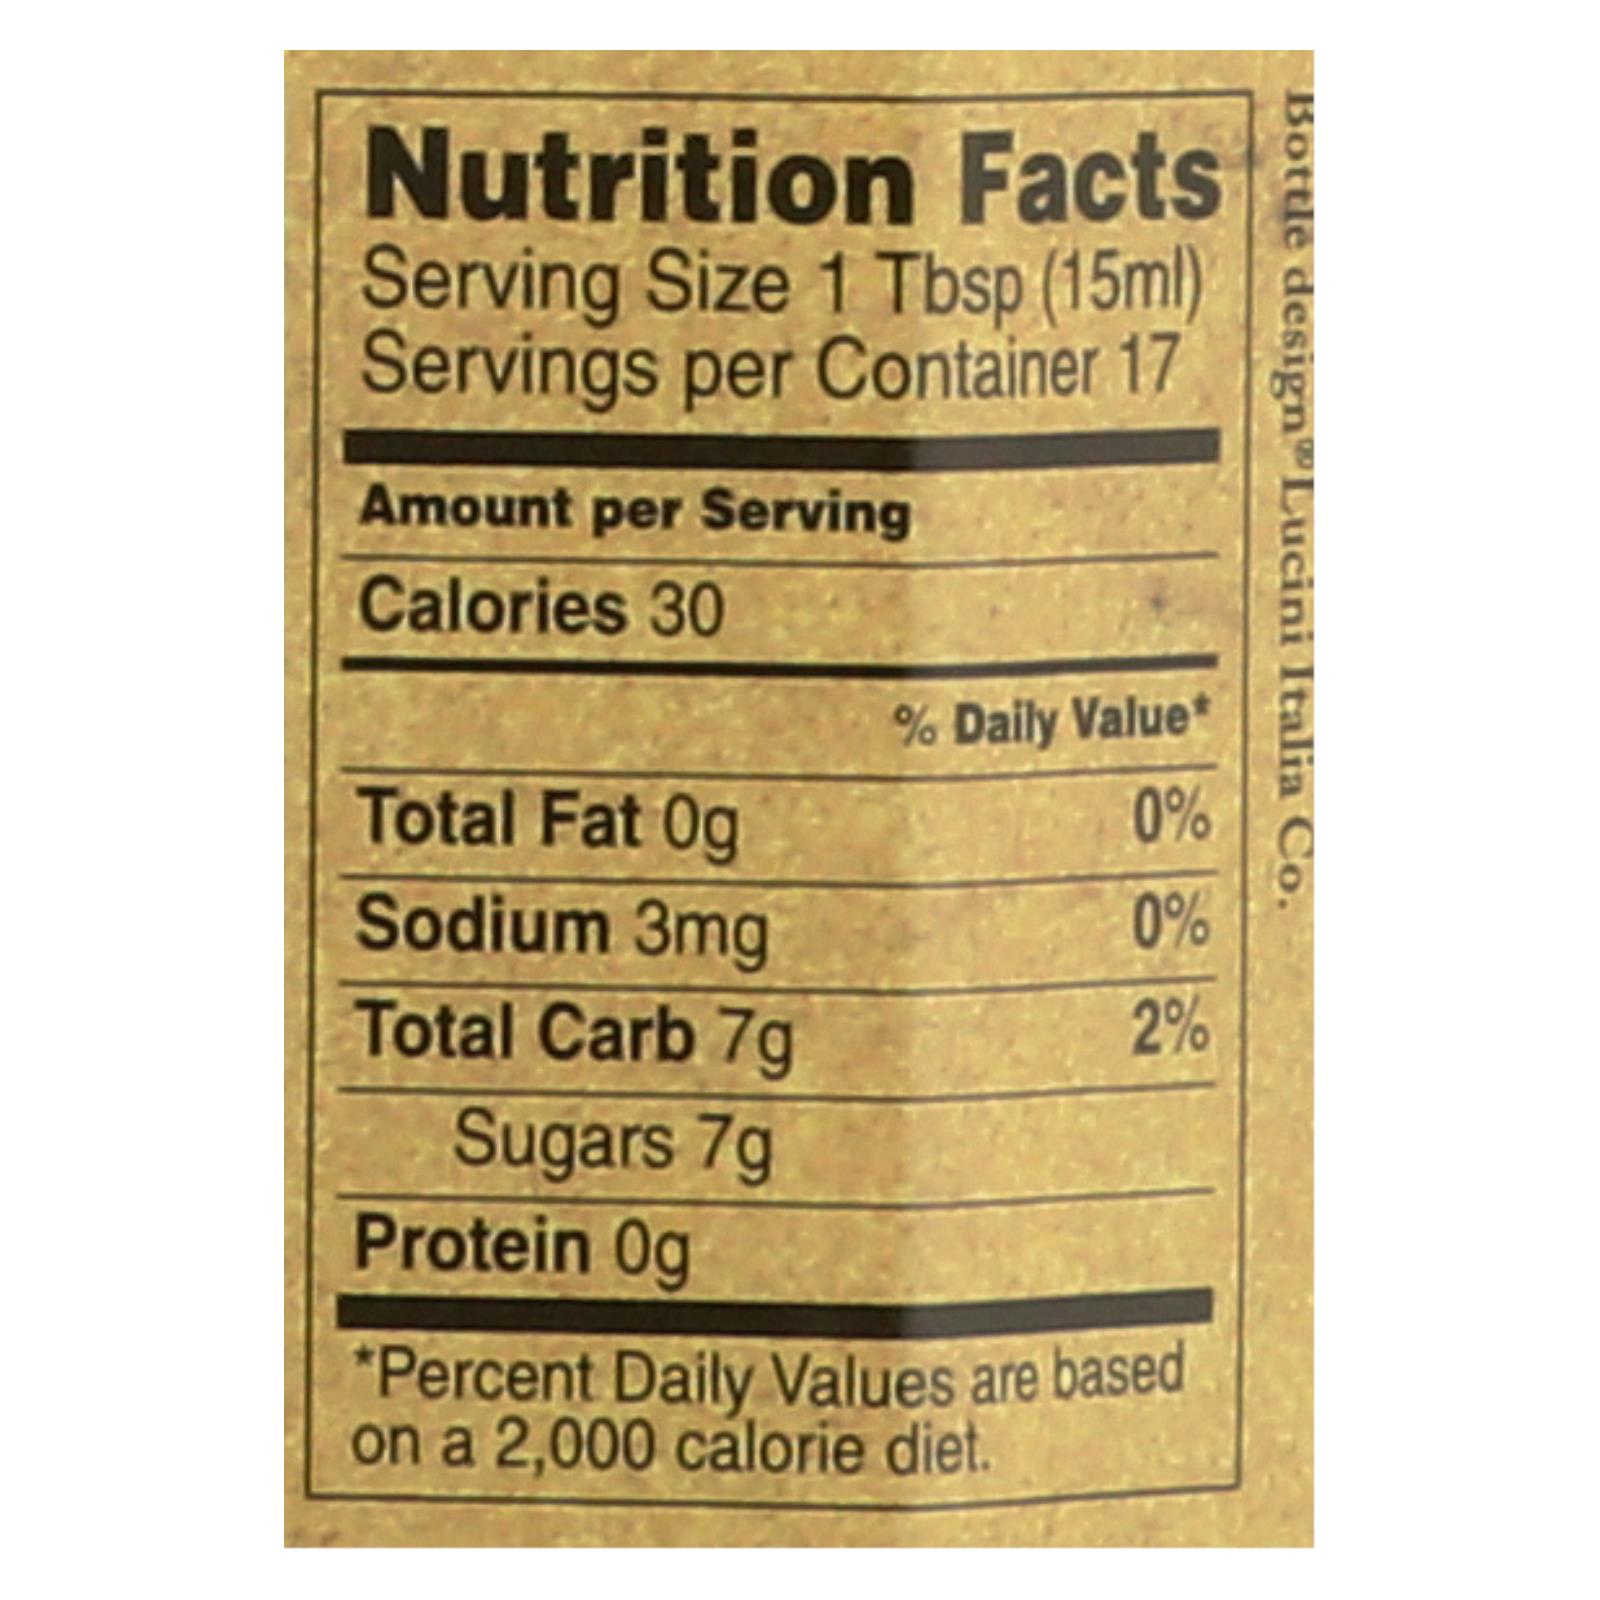 Nutrition Facts
Serving Size 1 Tbsp (15ml)
Servings per Container 17
Amount per Serving
Calories 30
% Daily Value*
Total Fat 0g 0%
Sodium 3mg 0%
Total Carb 7g 2%
Sugars 7g
Protein 0g
*Percent Daily Values are based
on a 2,000 calorie diet.
Bottle design® Lucini Italia Co.